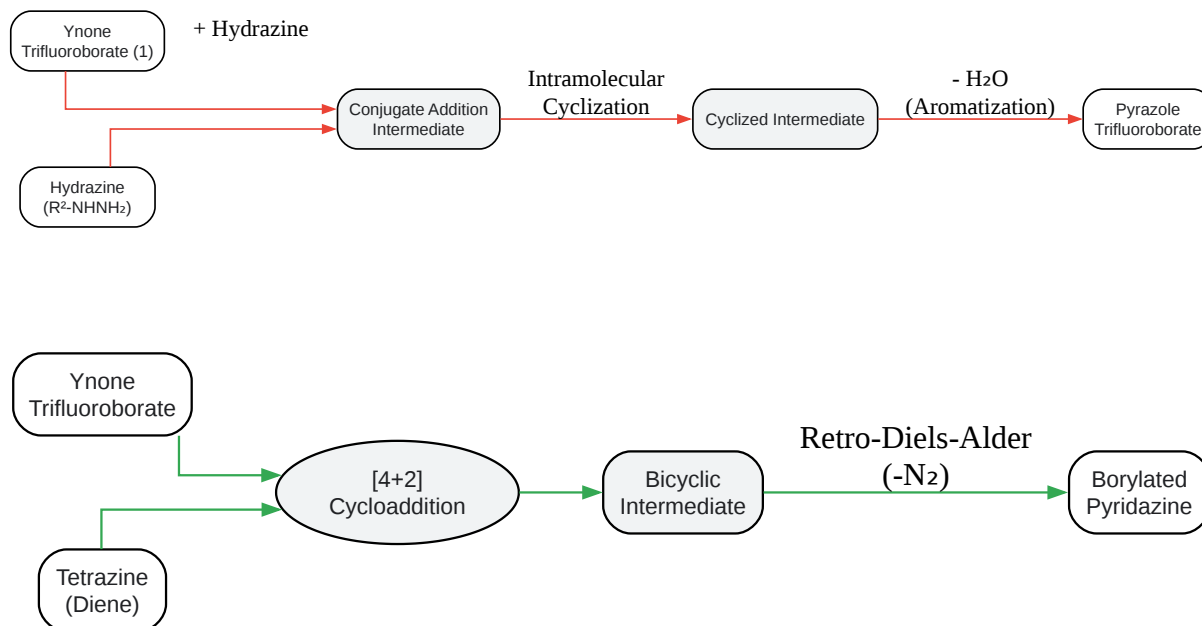 Ynone
Trifluoroborate (1)
+ Hydrazine
Hydrazine
(R²-NHNH₂)
Conjugate Addition
Intermediate
Intramolecular
Cyclization
Cyclized Intermediate
- H₂O
(Aromatization)
Pyrazole
Trifluoroborate
Ynone
Trifluoroborate
Tetrazine
(Diene)
[4+2]
Cycloaddition
Bicyclic
Intermediate
Retro-Diels-Alder
(-N₂)
Borylated
Pyridazine